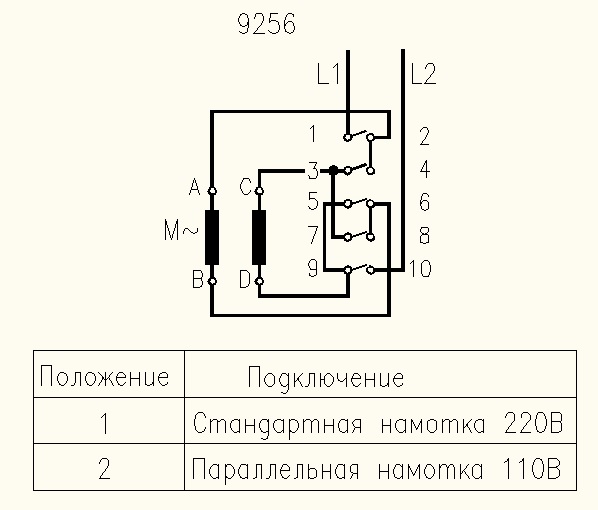 9256
L1 L2
1 2
3 4
A C
5 6
M~ 7 8
B D 9 10
Положение Подключение
1 Стандартная намотка 220В
2 Параллельная намотка 110В